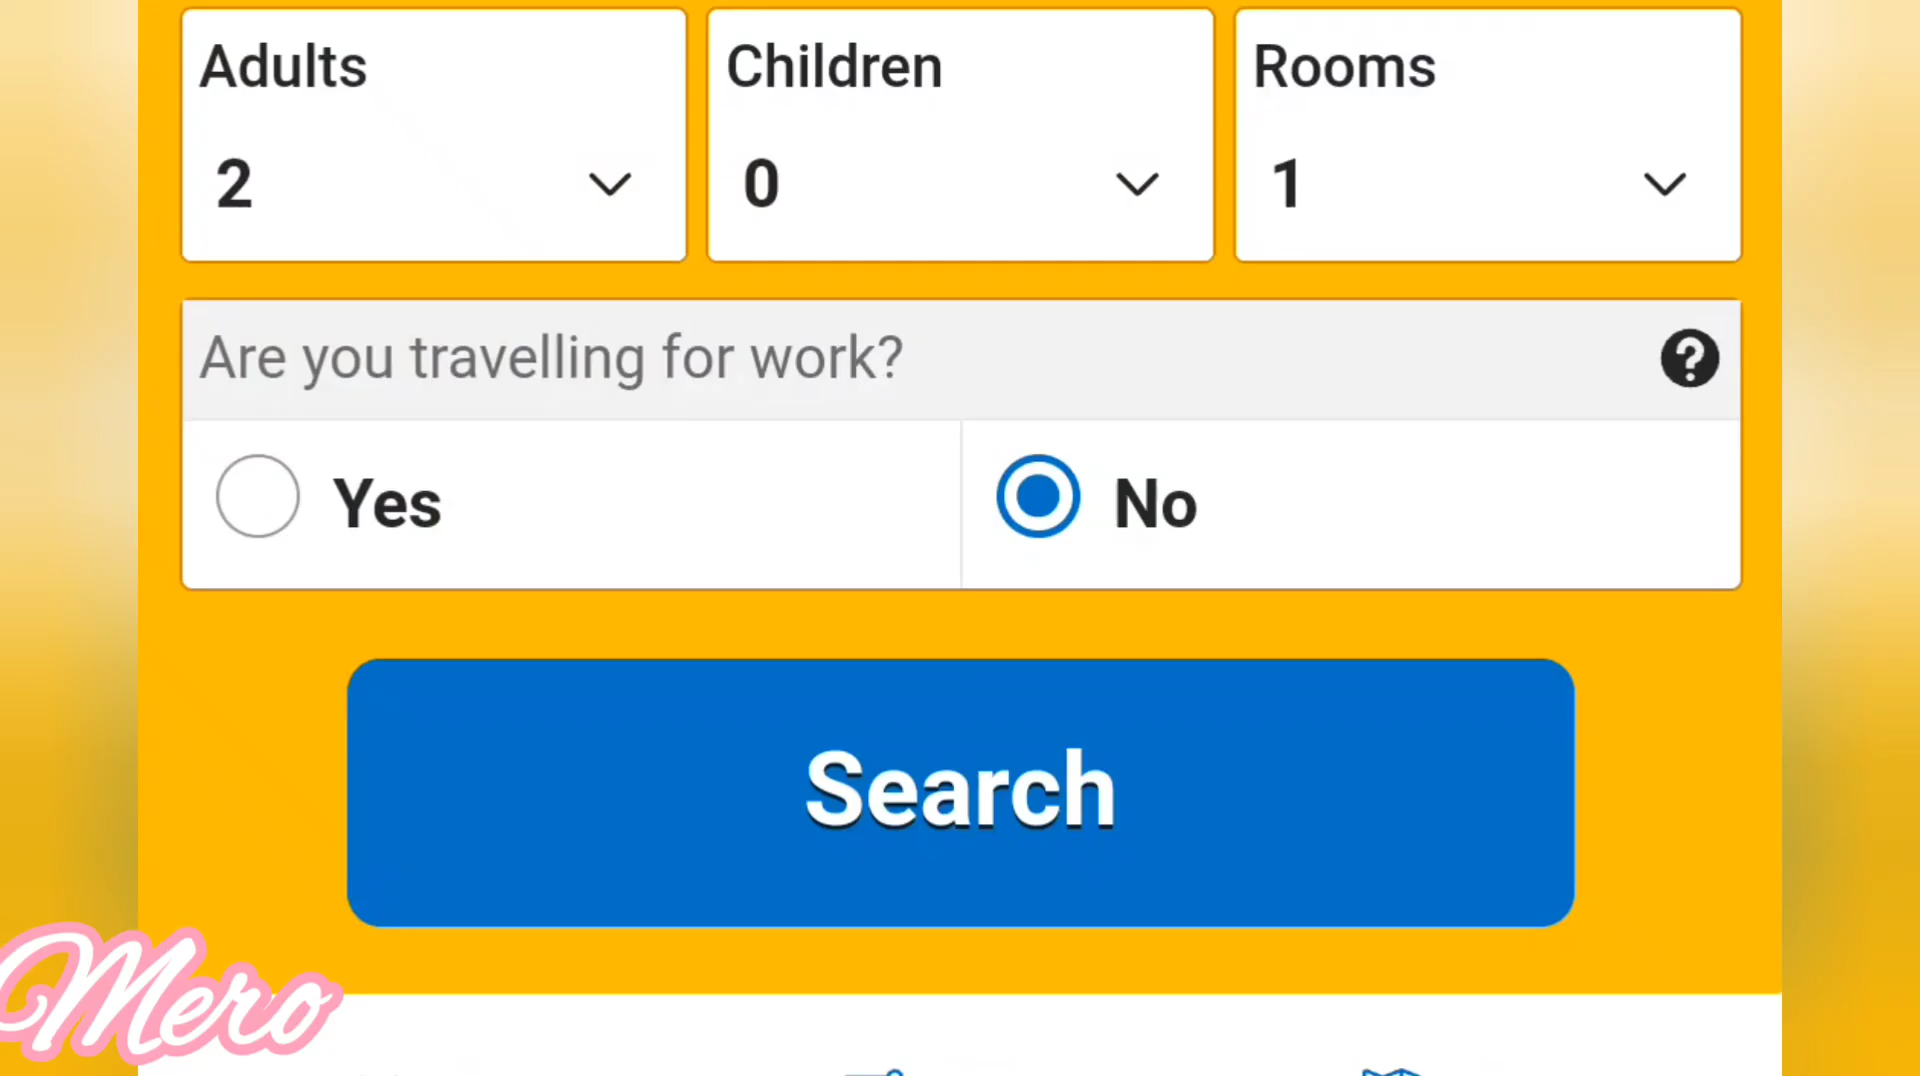 Adults Children Rooms
2 0 1
Are you travelling for work?
Yes No
Search
Mero